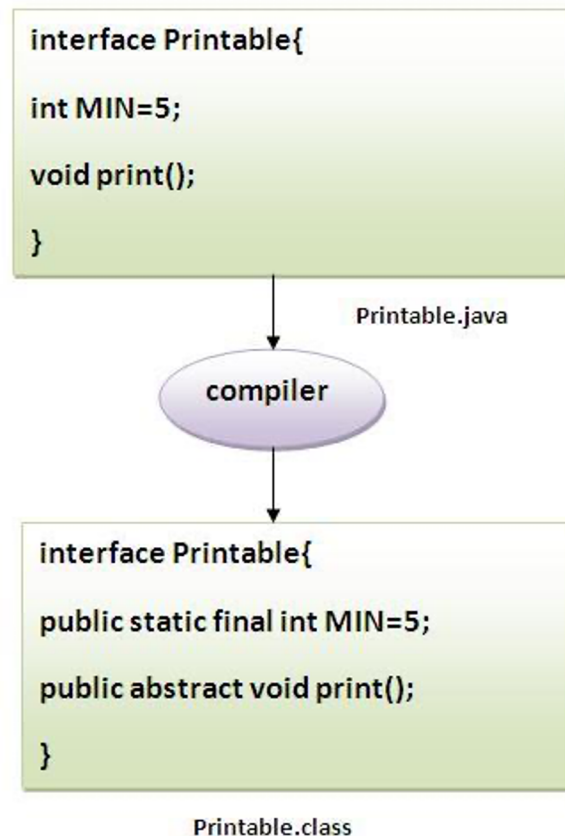 interface Printable{
int MIN=5;
void print();
}
Printable.java
compiler
interface Printable{
public static final int MIN=5;
public abstract void print();
}
Printable.class